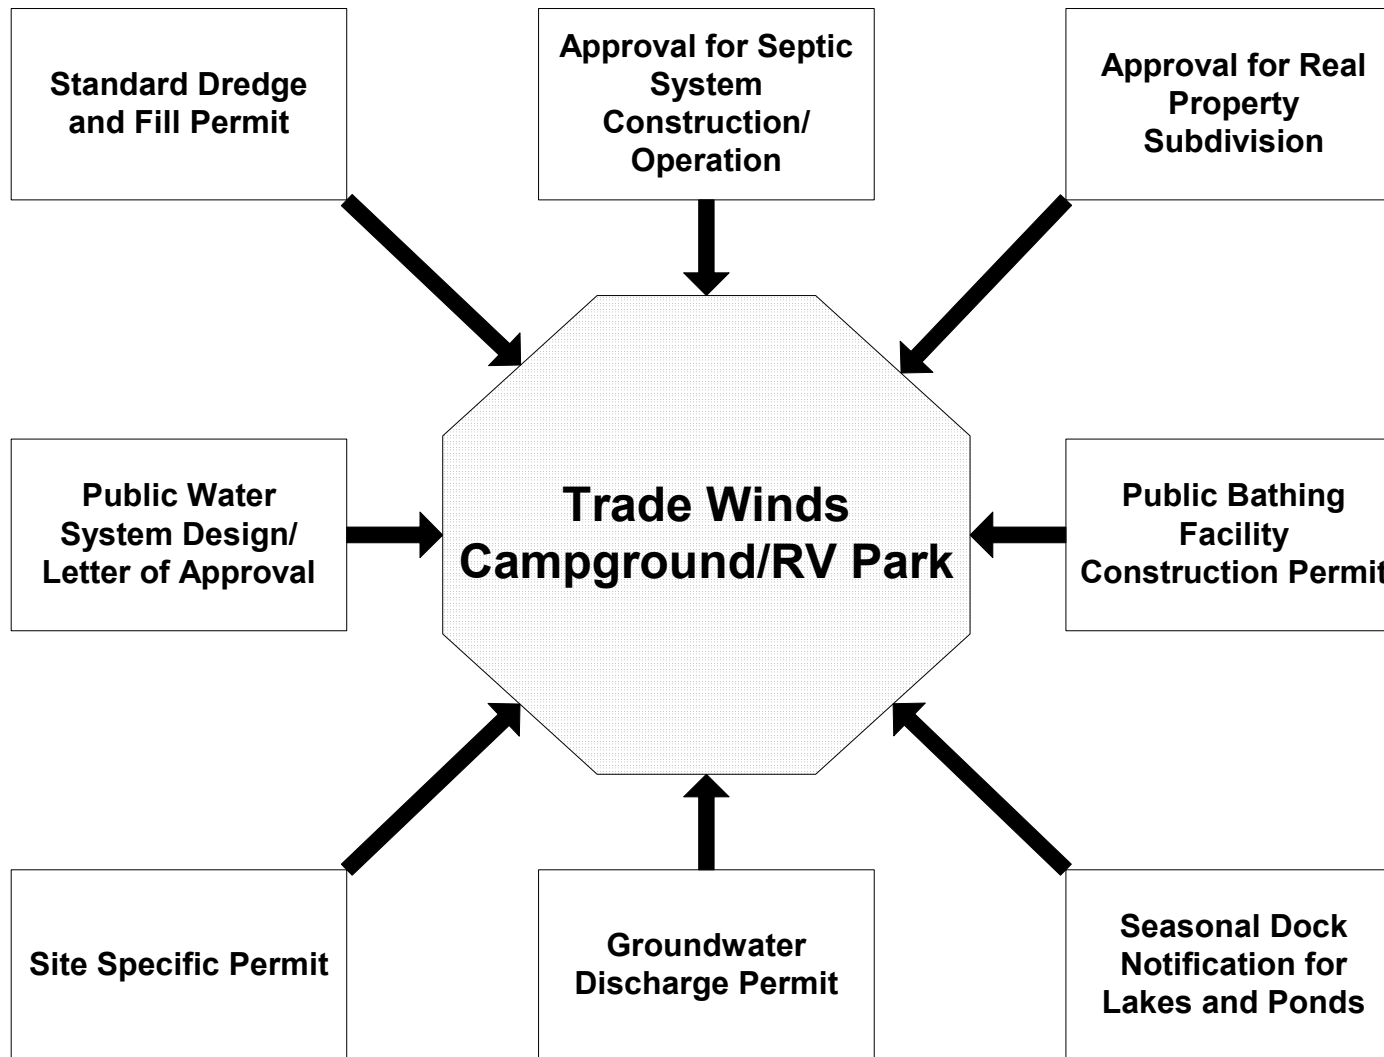 Standard Dredge
and Fill Permit
Approval for Septic
System
Construction/
Operation
Approval for Real
Property
Subdivision
Public Water
System Design/
Letter of Approval
Trade Winds
Campground/RV Park
Public Bathing
Facility
Construction Permit
Site Specific Permit
Groundwater
Discharge Permit
Seasonal Dock
Notification for
Lakes and Ponds